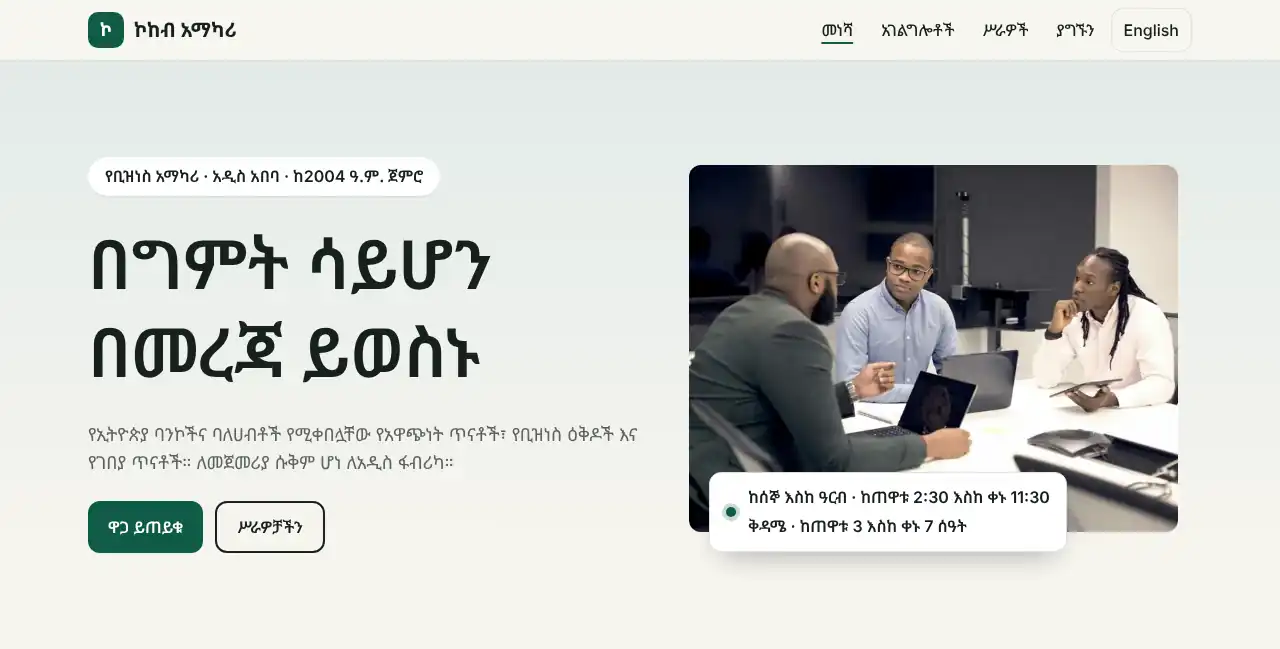 ኮ
ኮከብ አማካሪ
መነሻ
አገልግሎቶች
ሥራዎች
ያግኙን
English
የቢዝነስ አማካሪ · አዲስ አበባ · ከ2004 ዓ.ም. ጀምሮ
በግምት ሳይሆን
በመረጃ ይወስኑ
የኢትዮጵያ ባንኮችና ባለሀብቶች የሚቀበሏቸው የአዋጭነት ጥናቶች፣ የቢዝነስ ዕቅዶች እና
የገበያ ጥናቶች። ለመጀመሪያ ሱቅም ሆነ ለአዲስ ፋብሪካ።
ዋጋ ይጠይቁ
ሥራዎቻችን
ከሰኞ እስከ ዓርብ · ከጠዋቱ 2:30 እስከ ቀኑ 11:30
ቅዳሜ · ከጠዋቱ 3 እስከ ቀኑ 7 ሰዓት